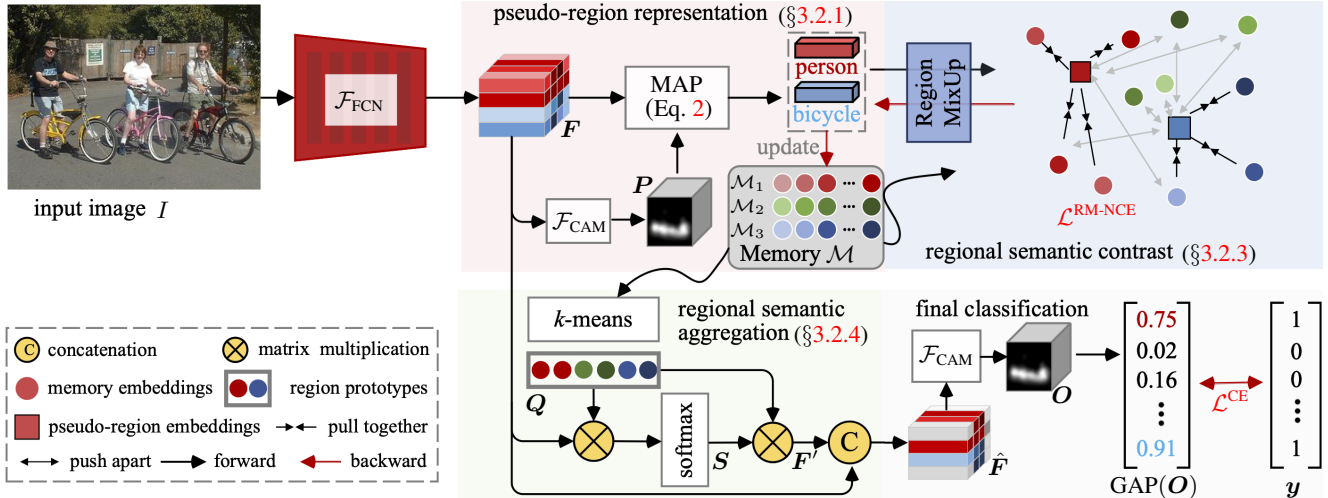 pseudo-region representation (§3.2.1)
F_FCN
MAP
(Eq. 2)
person
bicycle
Region
MixUp
F
update
P
F_CAM
M₁ ···
M₂ ···
M₃ ···
Memory M
input image I
L^RM-NCE
regional semantic contrast (§3.2.3)
k-means
regional semantic
aggregation (§3.2.4)
Q
softmax
S
F′
C
final classification
F_CAM
O
F̂
0.75
0.02
0.16
⋮
0.91
GAP(O)
L^CE
1
0
0
⋮
1
y
C concatenation
matrix multiplication
memory embeddings
region prototypes
pseudo-region embeddings
pull together
push apart
forward
backward